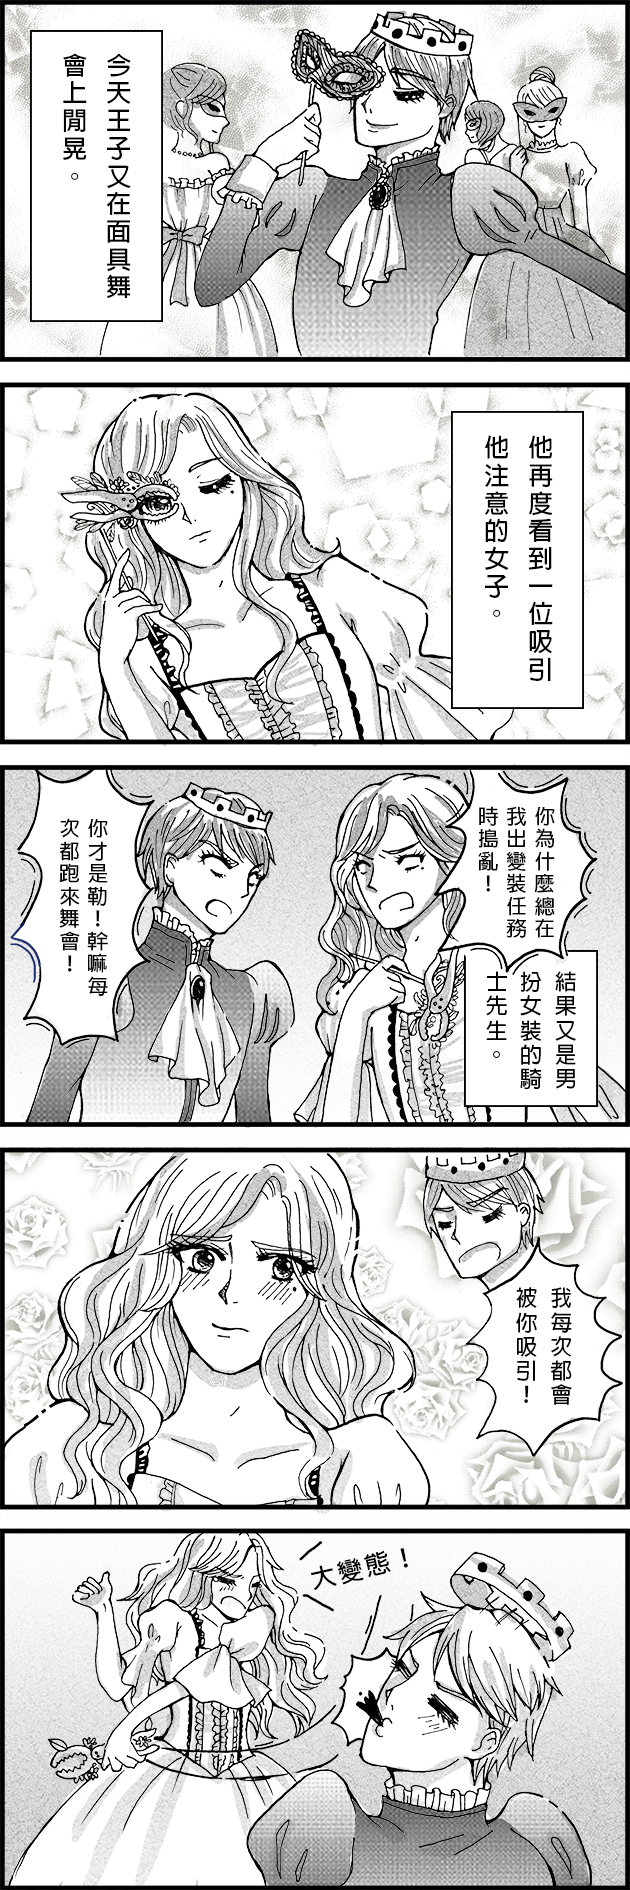 今天王子又在面具舞
會上閒晃。
他再度看到一位吸引
他注意的女子。
你為什麼總在
我出變裝任務
時搗亂！
結果又是男
扮女裝的騎
士先生。
你才是勒！幹嘛每
次都跑來舞會！
我每次都會
被你吸引！
大變態！